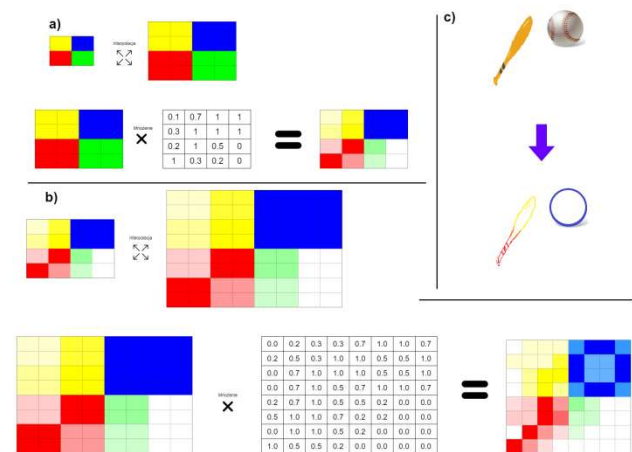 a)
Interpolacja
Mnożenie
0.1 0.7 1 1
0.3 1 1 1
0.2 1 0.5 0
1 0.3 0.2 0
b)
Interpolacja
Mnożenie
0.0 0.2 0.3 0.3 0.7 1.0 1.0 0.7
0.2 0.5 0.3 1.0 1.0 0.5 0.5 1.0
0.0 0.7 1.0 1.0 1.0 0.5 0.5 1.0
0.0 0.7 1.0 0.5 0.7 1.0 1.0 0.7
0.2 0.7 1.0 0.5 0.5 0.2 0.0 0.0
0.5 1.0 1.0 0.7 0.2 0.2 0.0 0.0
0.0 1.0 1.0 0.5 0.2 0.0 0.0 0.0
1.0 0.5 0.5 0.2 0.0 0.0 0.0 0.0
c)